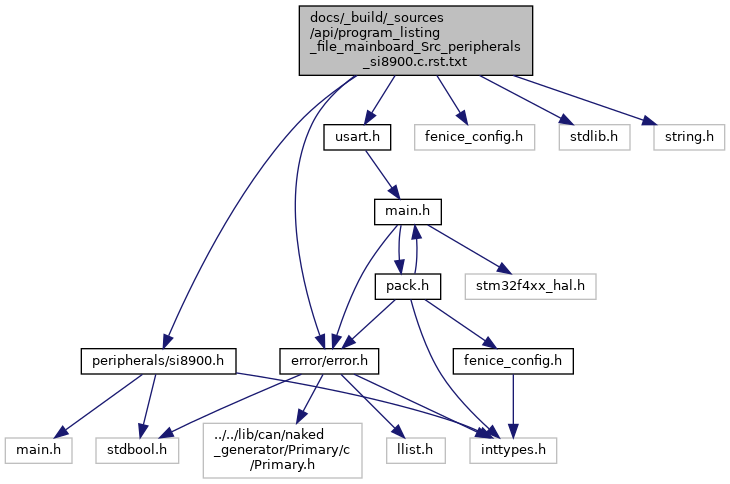 docs/_build/_sources
/api/program_listing
_file_mainboard_Src_peripherals
_si8900.c.rst.txt
usart.h
fenice_config.h
stdlib.h
string.h
main.h
pack.h
stm32f4xx_hal.h
peripherals/si8900.h
error/error.h
fenice_config.h
main.h
stdbool.h
../../lib/can/naked
_generator/Primary/c
/Primary.h
llist.h
inttypes.h